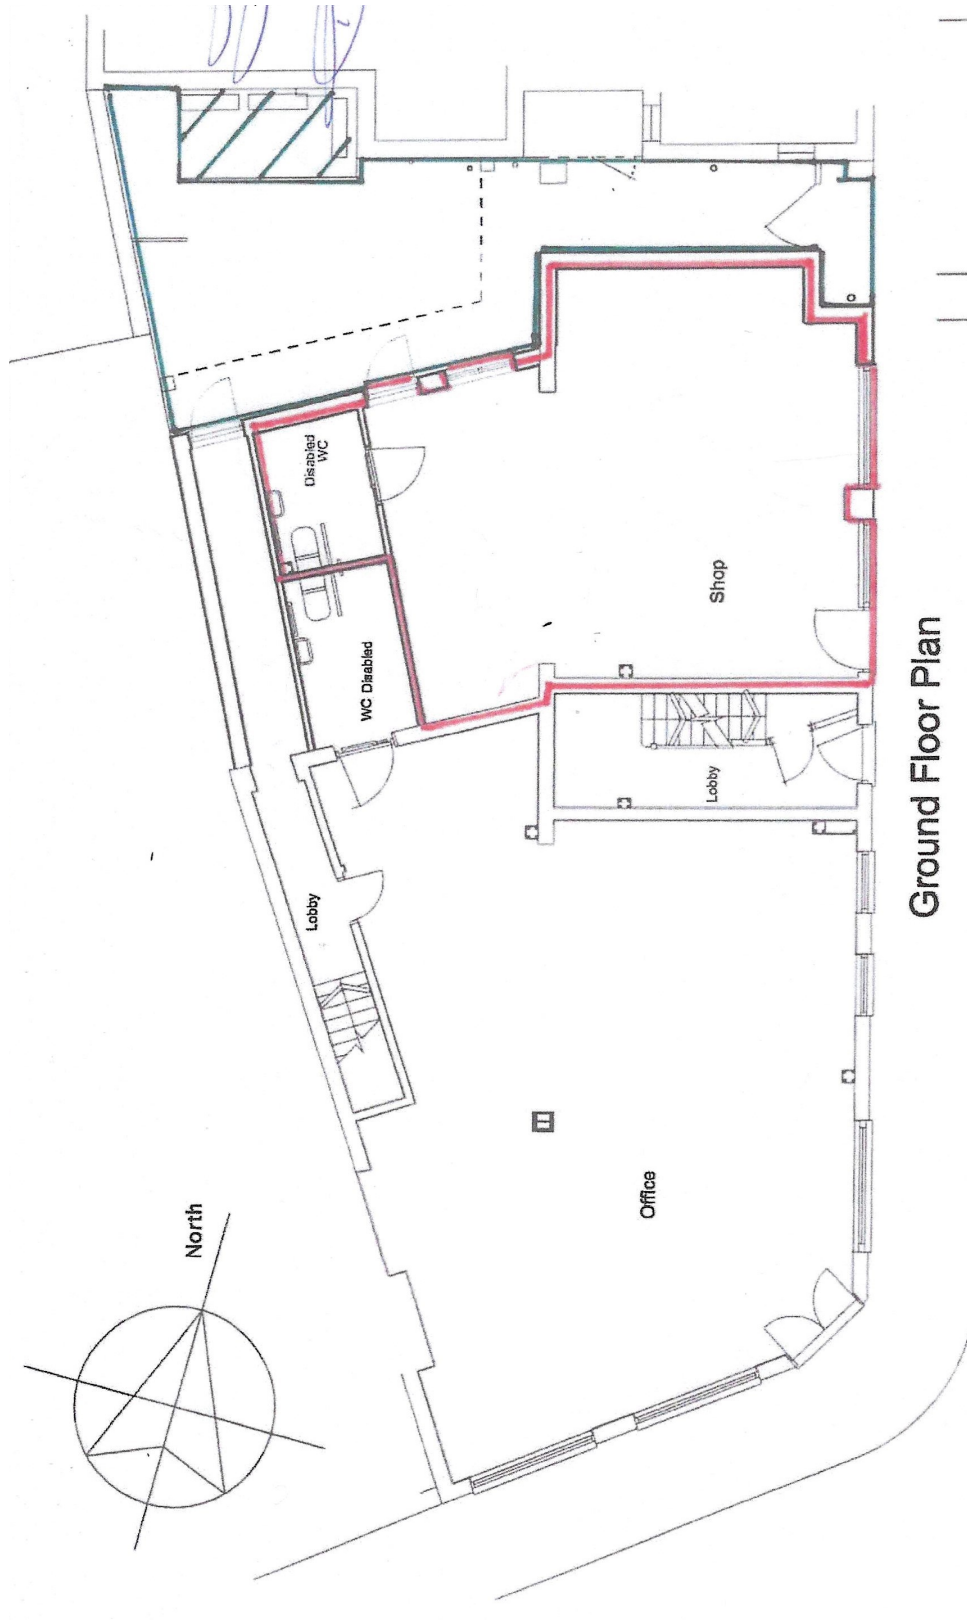 North
Office
Lobby
Lobby
WC Disabled
Shop
Disabled
WC
Ground Floor Plan